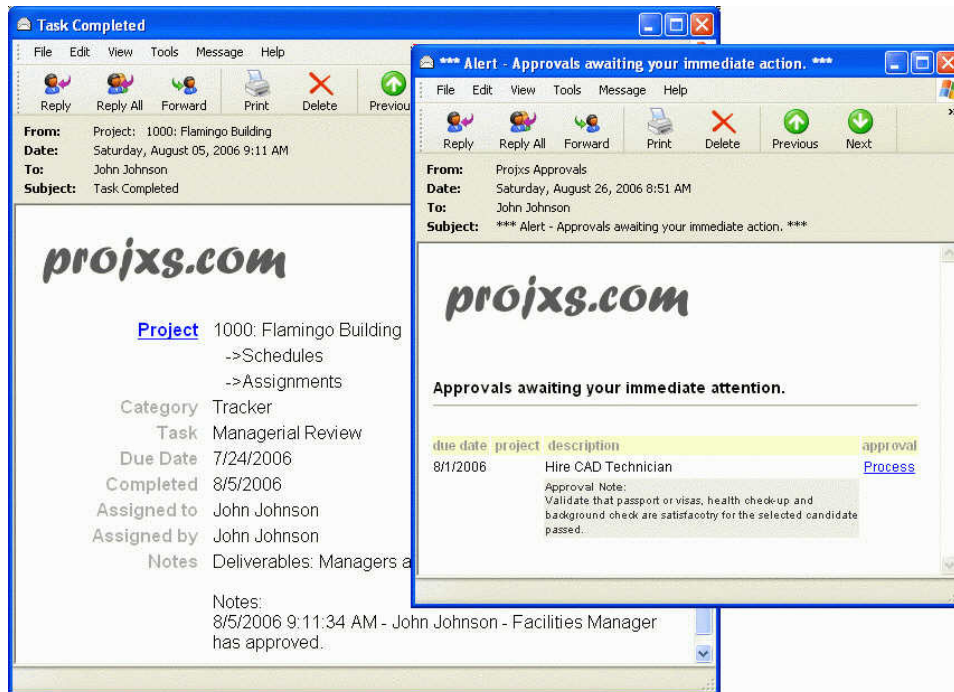 Task Completed
File Edit View Tools Message Help
Reply Reply All Forward Print Delete
From: Project: 1000: Flamingo Building
Date: Saturday, August 05, 2006 9:11 AM
To: John Johnson
Subject: Task Completed
projxs.com
Project 1000: Flamingo Building
->Schedules
->Assignments
Category Tracker
Task Managerial Review
Due Date 7/24/2006
Completed 8/5/2006
Assigned to John Johnson
Assigned by John Johnson
Notes Deliverables: Managers
Notes:
8/5/2006 9:11:34 AM - John Johnson - Facilities Manager
has approved.
*** Alert - Approvals awaiting your immediate action. ***
File Edit View Tools Message Help
Reply Reply All Forward Print Delete Previous Next
From: Projxs Approvals
Date: Saturday, August 26, 2006 8:51 AM
To: John Johnson
Subject: *** Alert - Approvals awaiting your immediate action. ***
projxs.com
Approvals awaiting your immediate attention.
due date project description approval
8/1/2006 Hire CAD Technician Process
Approval Note:
Validate that passport or visas, health check-up and
background check are satisfacotry for the selected candidate
passed.